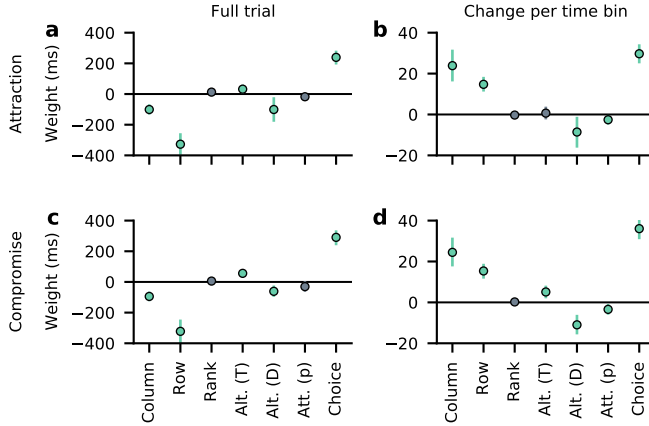 Full trial
Change per time bin
a
b
Attraction
Weight (ms)
400
200
0
−200
−400
40
20
0
−20
c
d
Compromise
Weight (ms)
400
200
0
−200
−400
40
20
0
−20
Column
Row
Rank
Alt. (T)
Alt. (D)
Att. (p)
Choice
Column
Row
Rank
Alt. (T)
Alt. (D)
Att. (p)
Choice